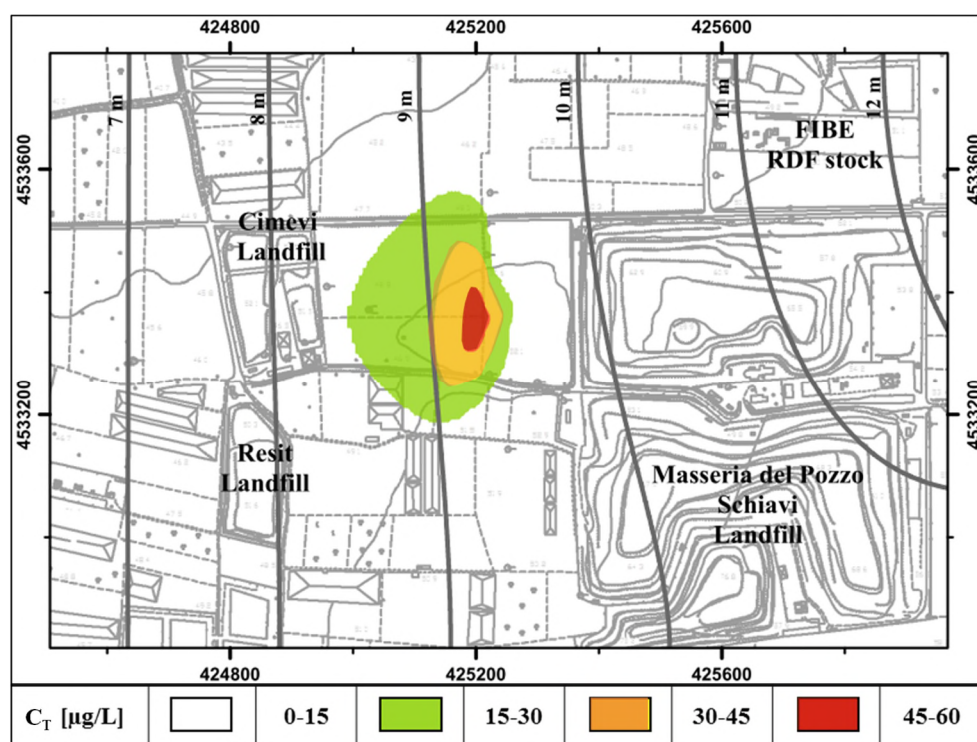 424800 425200 425600
7 m 8 m 9 m 10 m 11 m 12 m
FIBE
RDF stock
4533600 4533600
Cimevi
Landfill
4533200 4533200
Resit
Landfill
Masseria del Pozzo
Schiavi
Landfill
424800 425200 425600
C_T [µg/L] 0-15 15-30 30-45 45-60